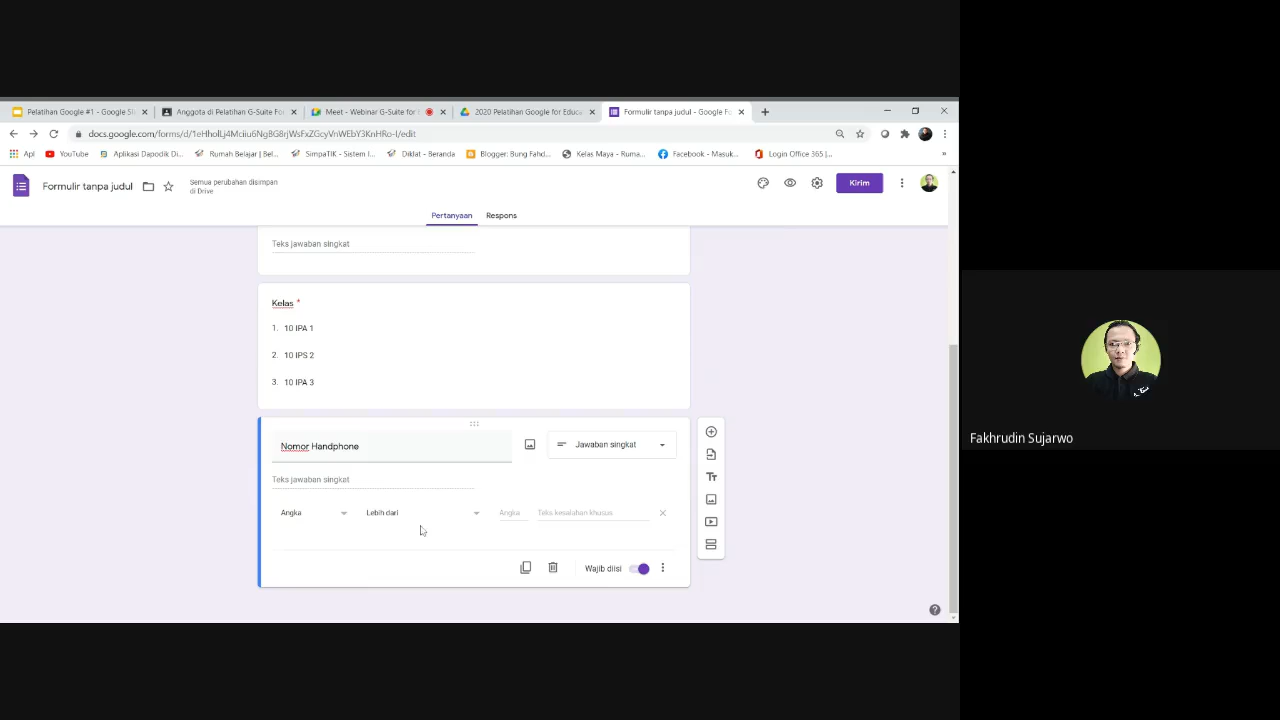 Pelatihan Google #1 - Google Sli
Anggota di Pelatihan G-Suite For
Meet - Webinar G-Suite for
2020 Pelatihan Google for Educa
Formulir tanpa judul - Google Fo
docs.google.com/forms/d/1eHholLj4Mciiu6Ng8G8rjWsFxZGcyVnWEbY3KnHRo-I/edit
Apl
YouTube
Aplikasi Dapodik Di...
Rumah Belajar | Bel...
SimpaTIK - Sistem I...
Diklat - Beranda
Blogger: Bung Fahd...
Kelas Maya - Ruma...
Facebook - Masuk...
Login Office 365 |...
»
Formulir tanpa judul
Semua perubahan disimpan
di Drive
Kirim
Pertanyaan
Respons
Teks jawaban singkat
Kelas *
1. 10 IPA 1
2. 10 IPS 2
3. 10 IPA 3
Nomor Handphone
Jawaban singkat
Teks jawaban singkat
Angka
Lebih dari
Angka
Teks kesalahan khusus
Wajib diisi
Tt
Fakhrudin Sujarwo